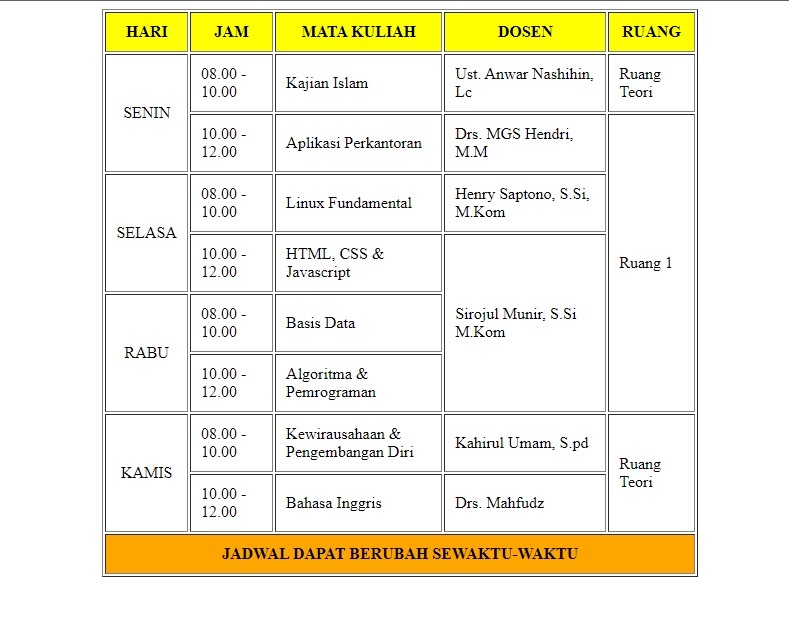 HARI JAM MATA KULIAH DOSEN RUANG
SENIN
08.00 -
10.00
Kajian Islam
Ust. Anwar Nashihin,
Lc
Ruang
Teori
10.00 -
12.00
Aplikasi Perkantoran
Drs. MGS Hendri,
M.M
Ruang 1
SELASA
08.00 -
10.00
Linux Fundamental
Henry Saptono, S.Si,
M.Kom
10.00 -
12.00
HTML, CSS &
Javascript
Sirojul Munir, S.Si
M.Kom
RABU
08.00 -
10.00
Basis Data
10.00 -
12.00
Algoritma &
Pemrograman
KAMIS
08.00 -
10.00
Kewirausahaan &
Pengembangan Diri
Kahirul Umam, S.pd
Ruang
Teori
10.00 -
12.00
Bahasa Inggris
Drs. Mahfudz
JADWAL DAPAT BERUBAH SEWAKTU-WAKTU